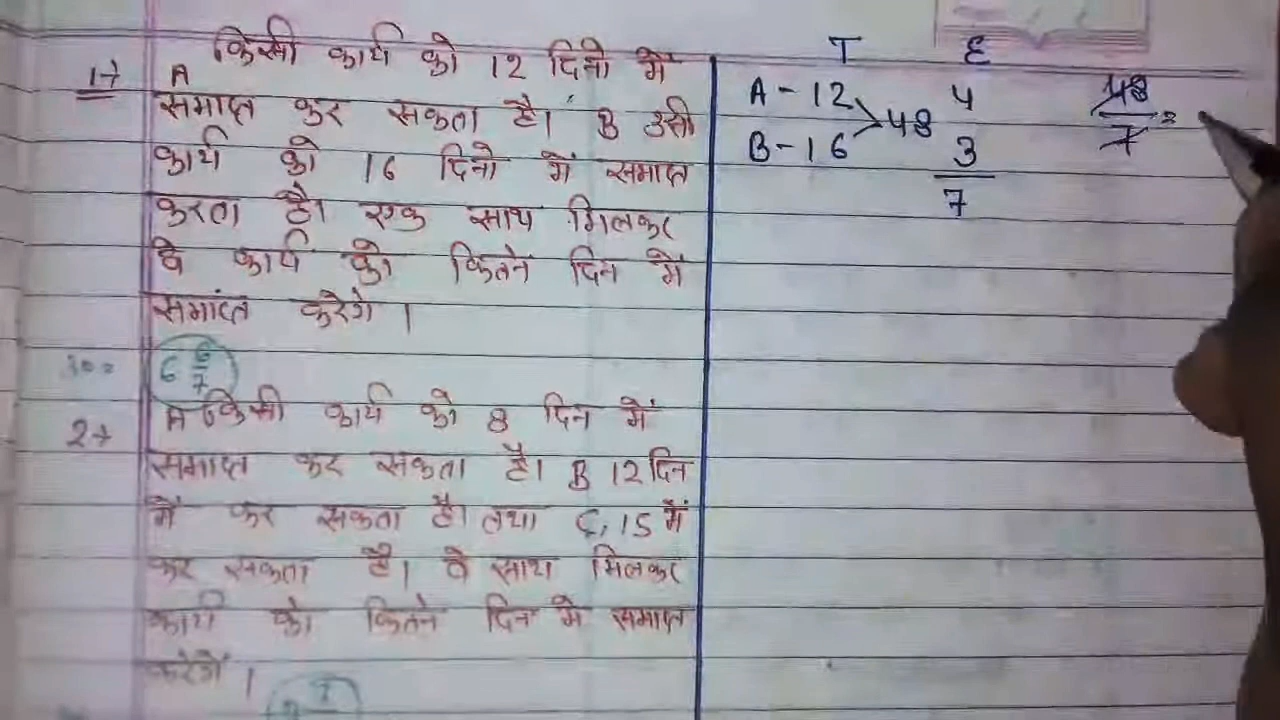 किसी कार्य को 12 दिनो में
1→ A
समाप्त कर सकता है। B उसी
कार्य को 16 दिनो में समाप्त
करता है। एक साथ मिलकर
वे कार्य को कितने दिन में
समांप्त करेगे।
6 6/7
2→ A किसी कार्य को 8 दिन में
समाप्त कर सकता है। B 12 दिन
में कर सकता है। तथा C, 15 में
कर सकता है। वे साथ मिलकर
कार्य को कितने दिन मे समाप्त
करेगें।
T E
A - 12 48 4
B - 16 3
7
48/7 =